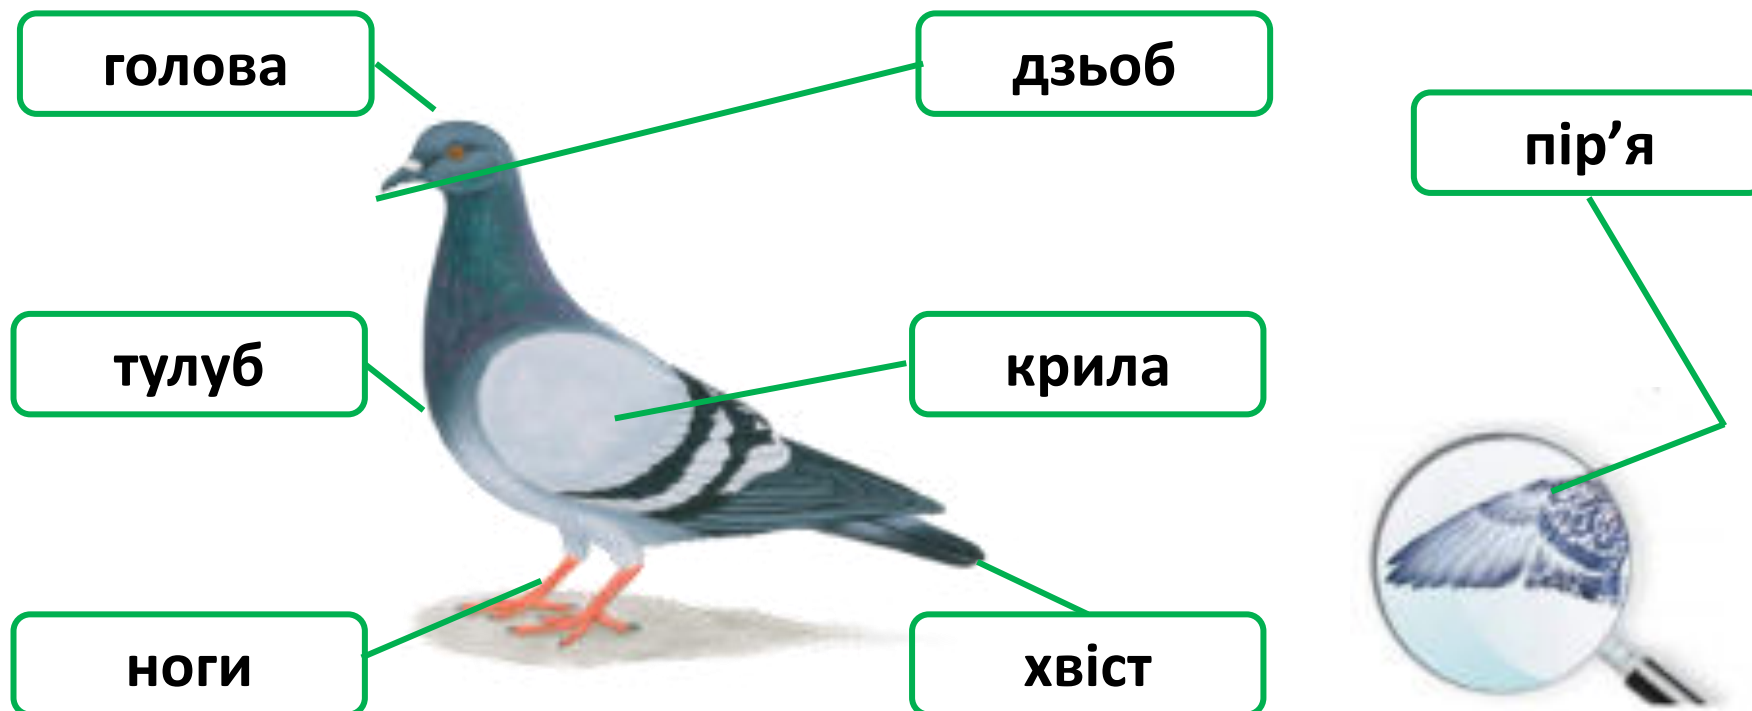 голова
дзьоб
пір’я
тулуб
крила
ноги
хвіст